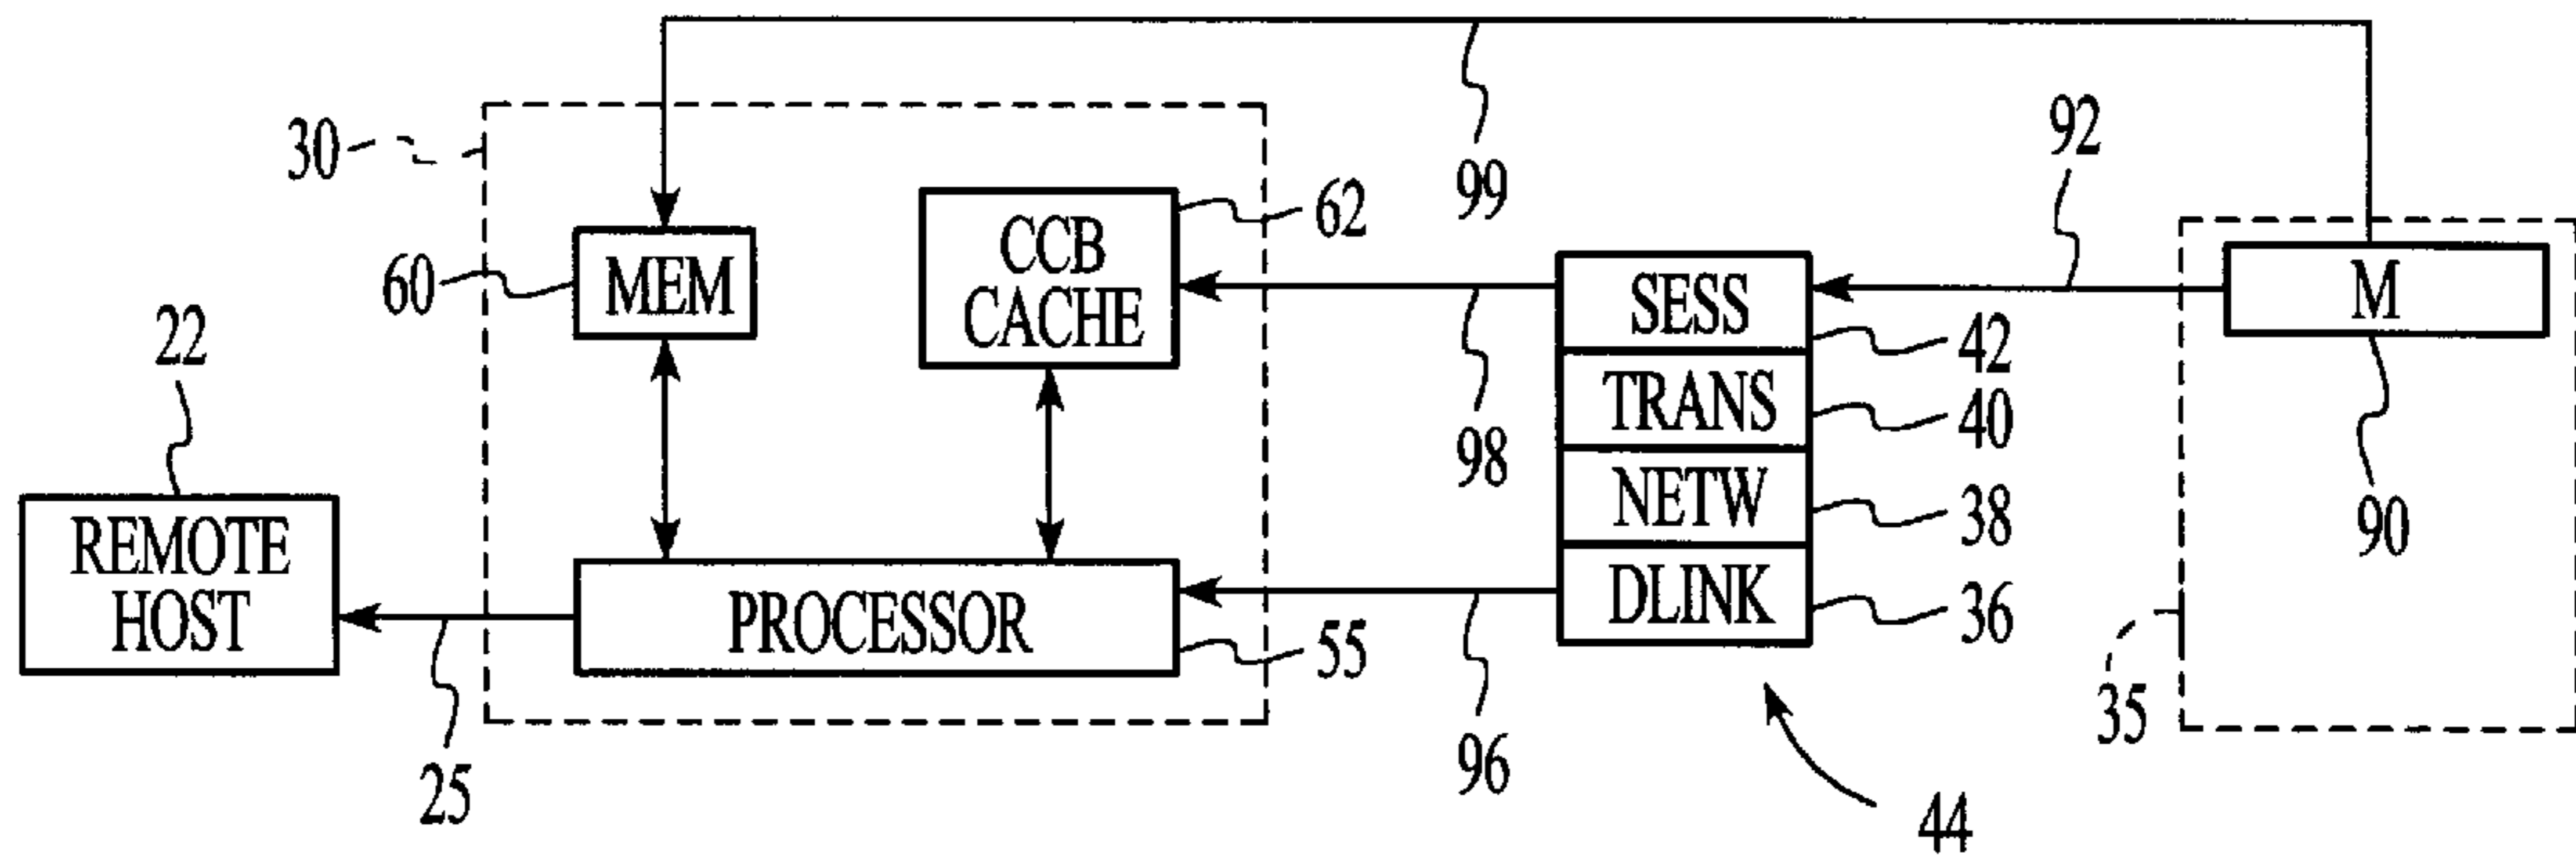 99
92
30
62
CCB
CACHE
60
MEM
SESS
42
M
22
TRANS
40
98
NETW
38
90
REMOTE
HOST
PROCESSOR
55
DLINK
36
96
35
25
44